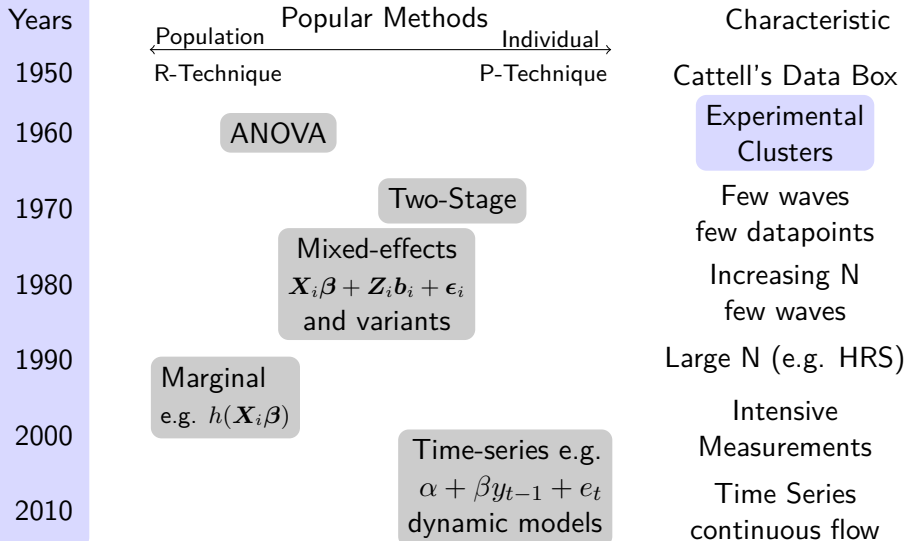 Years Popular Methods Characteristic
Population Individual
1950 R-Technique P-Technique Cattell's Data Box
1960 ANOVA Experimental
Clusters
1970 Two-Stage Few waves
few datapoints
Mixed-effects
1980 X_iβ + Z_ib_i + ϵ_i Increasing N
and variants few waves
1990 Large N (e.g. HRS)
Marginal
e.g. h(X_iβ)
2000 Intensive
Measurements
Time-series e.g.
α + βy_{t−1} + e_t Time Series
2010 dynamic models continuous flow